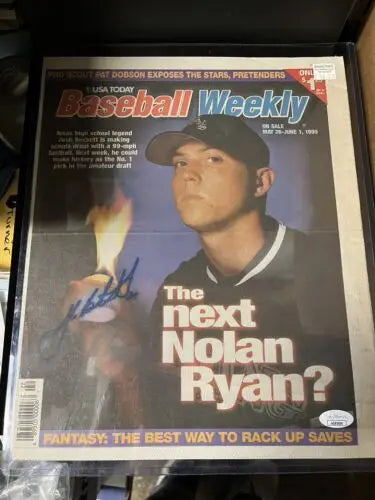 PRO SCOUT PAT DOBSON EXPOSES THE STARS, PRETENDERS
USA TODAY
Baseball Weekly
ON SALE
MAY 26-JUNE 1, 1999
Texas high school legend
Josh Beckett is making
scouts drool with a 99-mph
fastball. Next week, he could
make history as the No. 1
pick in the amateur draft
The
next
Nolan
Ryan?
JSA
FANTASY: THE BEST WAY TO RACK UP SAVES
Turner